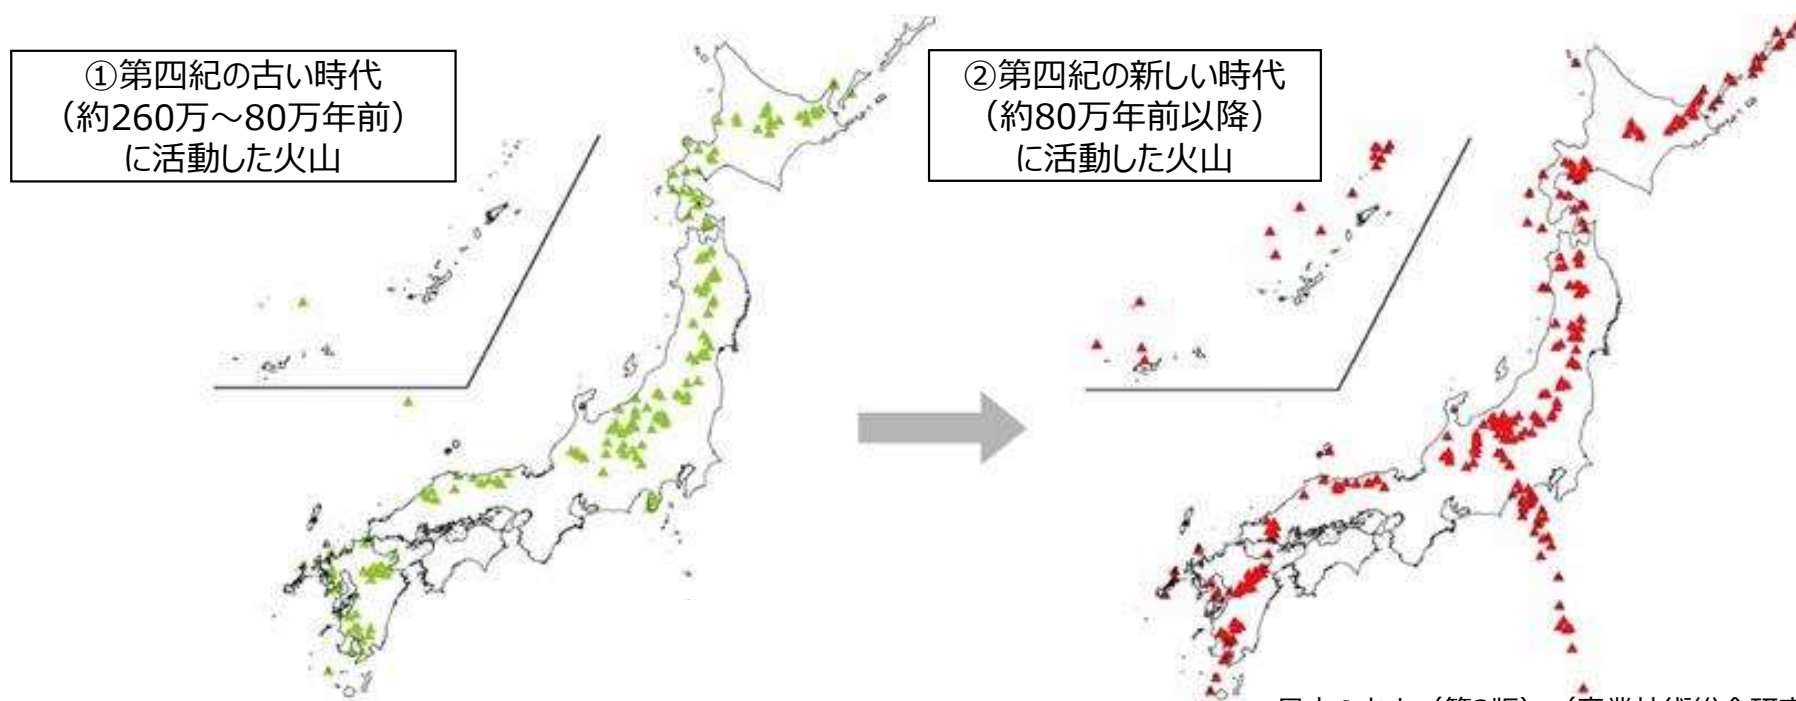 ①第四紀の古い時代
（約260万～80万年前）
に活動した火山
②第四紀の新しい時代
（約80万年前以降）
に活動した火山